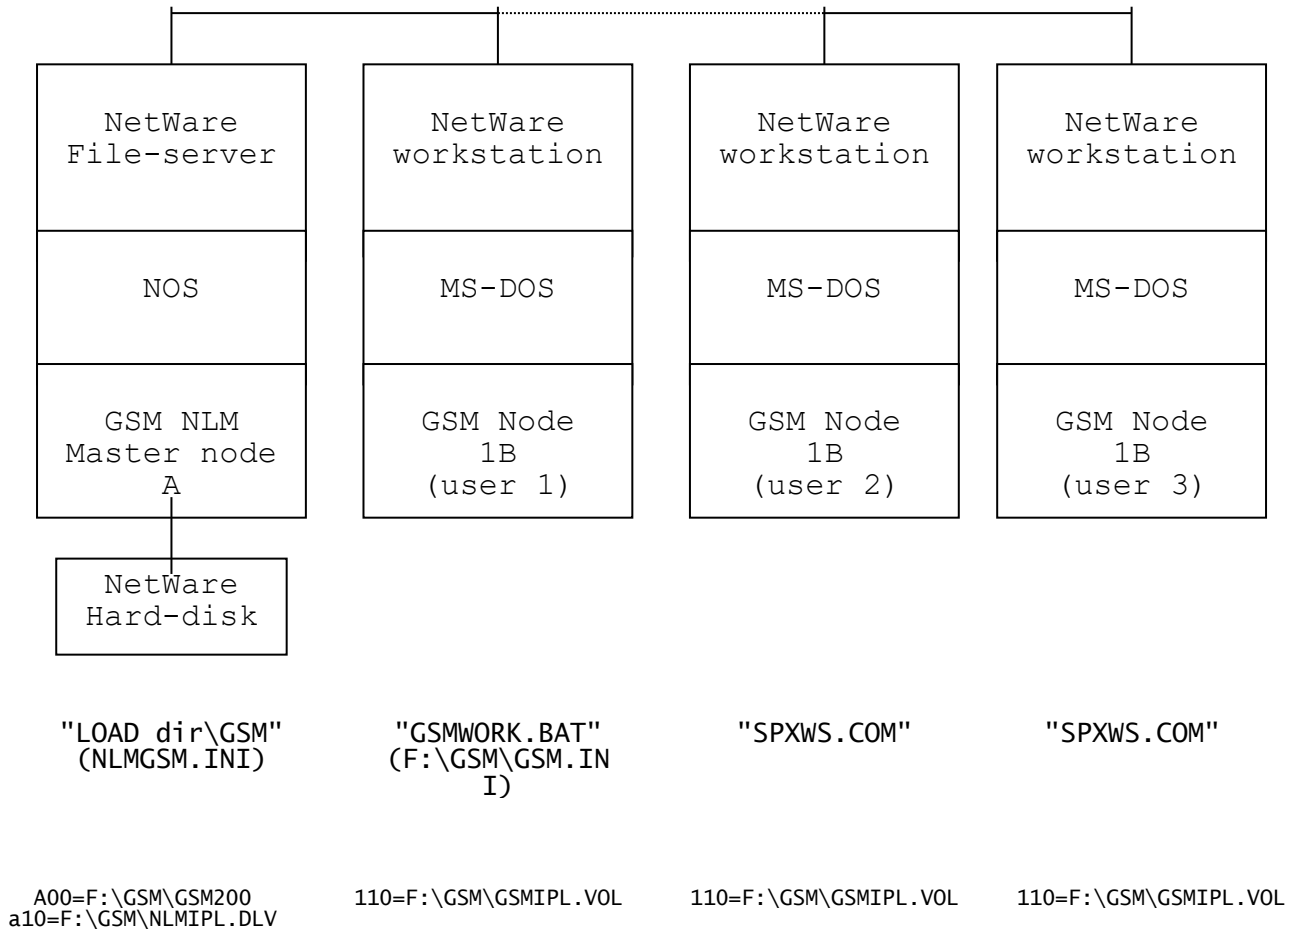 NetWare
File-server
NetWare
workstation
NetWare
workstation
NetWare
workstation
NOS
MS-DOS
MS-DOS
MS-DOS
GSM NLM
Master node
A
GSM Node
1B
(user 1)
GSM Node
1B
(user 2)
GSM Node
1B
(user 3)
NetWare
Hard-disk
"LOAD dir\GSM"
(NLMGSM.INI)
"GSMWORK.BAT"
(F:\GSM\GSM.IN
I)
"SPXWS.COM"
"SPXWS.COM"
A00=F:\GSM\GSM200
a10=F:\GSM\NLMIPL.DLV
110=F:\GSM\GSMIPL.VOL
110=F:\GSM\GSMIPL.VOL
110=F:\GSM\GSMIPL.VOL